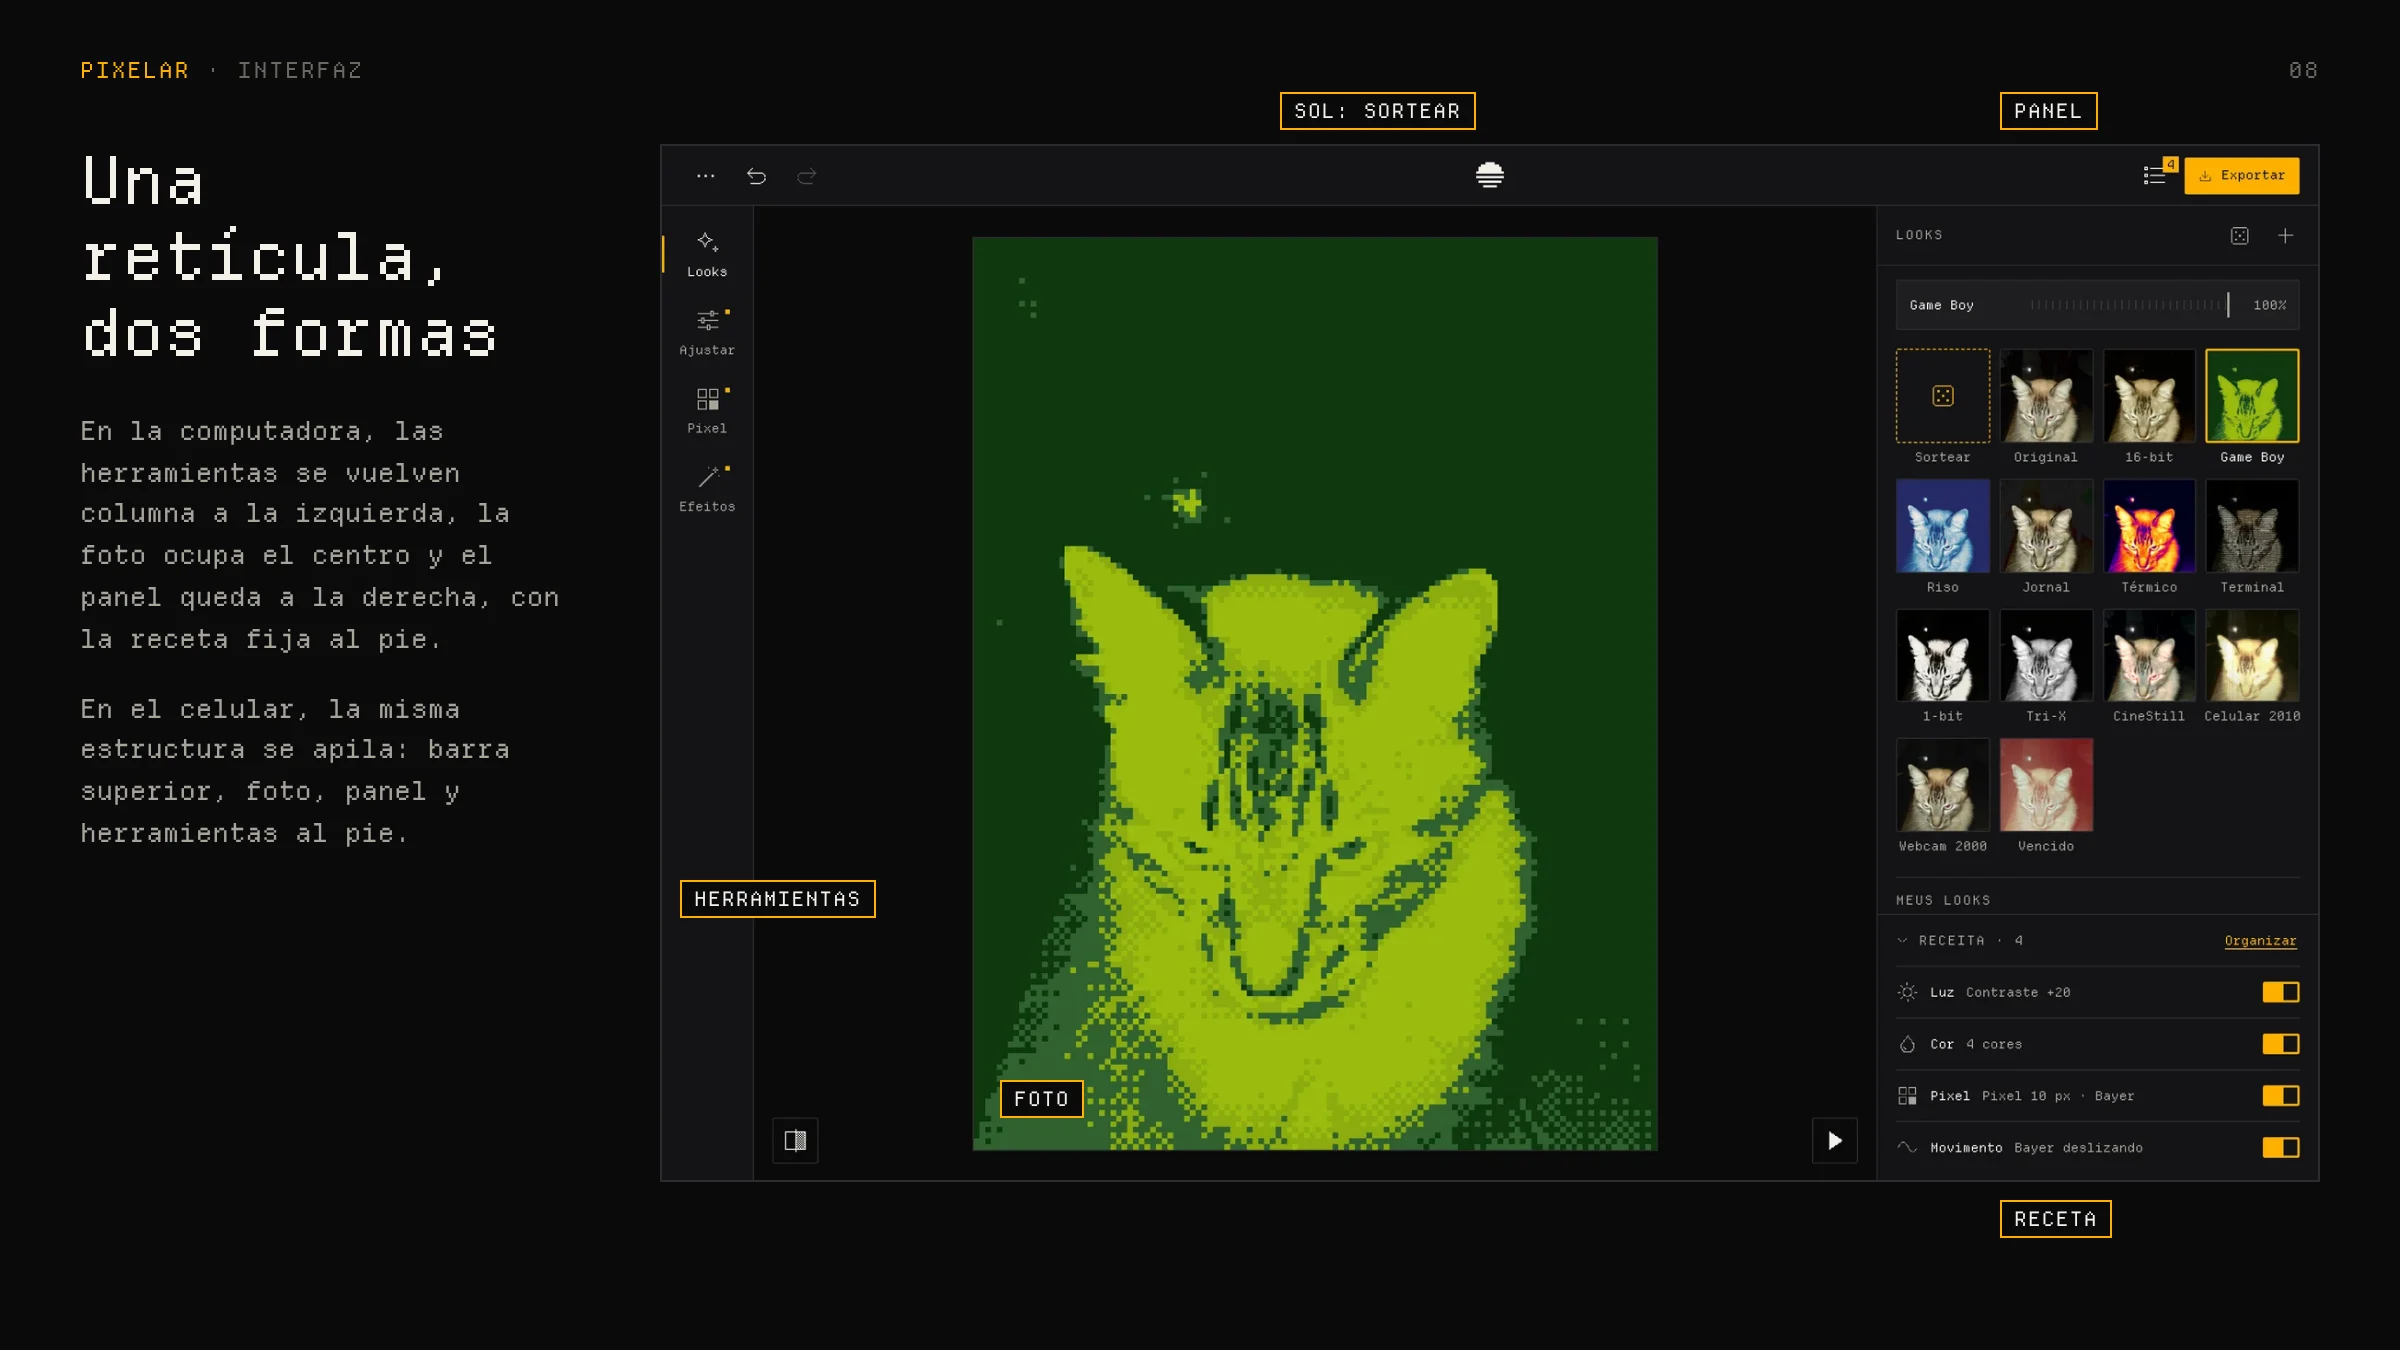 PIXELAR · INTERFAZ
08
Una
retícula,
dos formas
En la computadora, las
herramientas se vuelven
columna a la izquierda, la
foto ocupa el centro y el
panel queda a la derecha, con
la receta fija al pie.
En el celular, la misma
estructura se apila: barra
superior, foto, panel y
herramientas al pie.
SOL: SORTEAR
PANEL
4
Exportar
Looks
Ajustar
Pixel
Efeitos
HERRAMIENTAS
FOTO
LOOKS
Game Boy 100%
Sortear Original 16-bit Game Boy
Riso Jornal Térmico Terminal
1-bit Tri-X CineStill Celular 2010
Webcam 2000 Vencido
MEUS LOOKS
RECEITA · 4 Organizar
Luz Contraste +20
Cor 4 cores
Pixel Pixel 10 px · Bayer
Movimento Bayer deslizando
RECETA